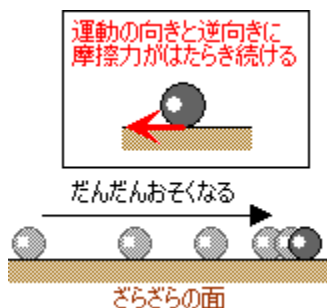 運動の向きと逆向きに
摩擦力がはたらき続ける
だんだんおそくなる
ざらざらの面